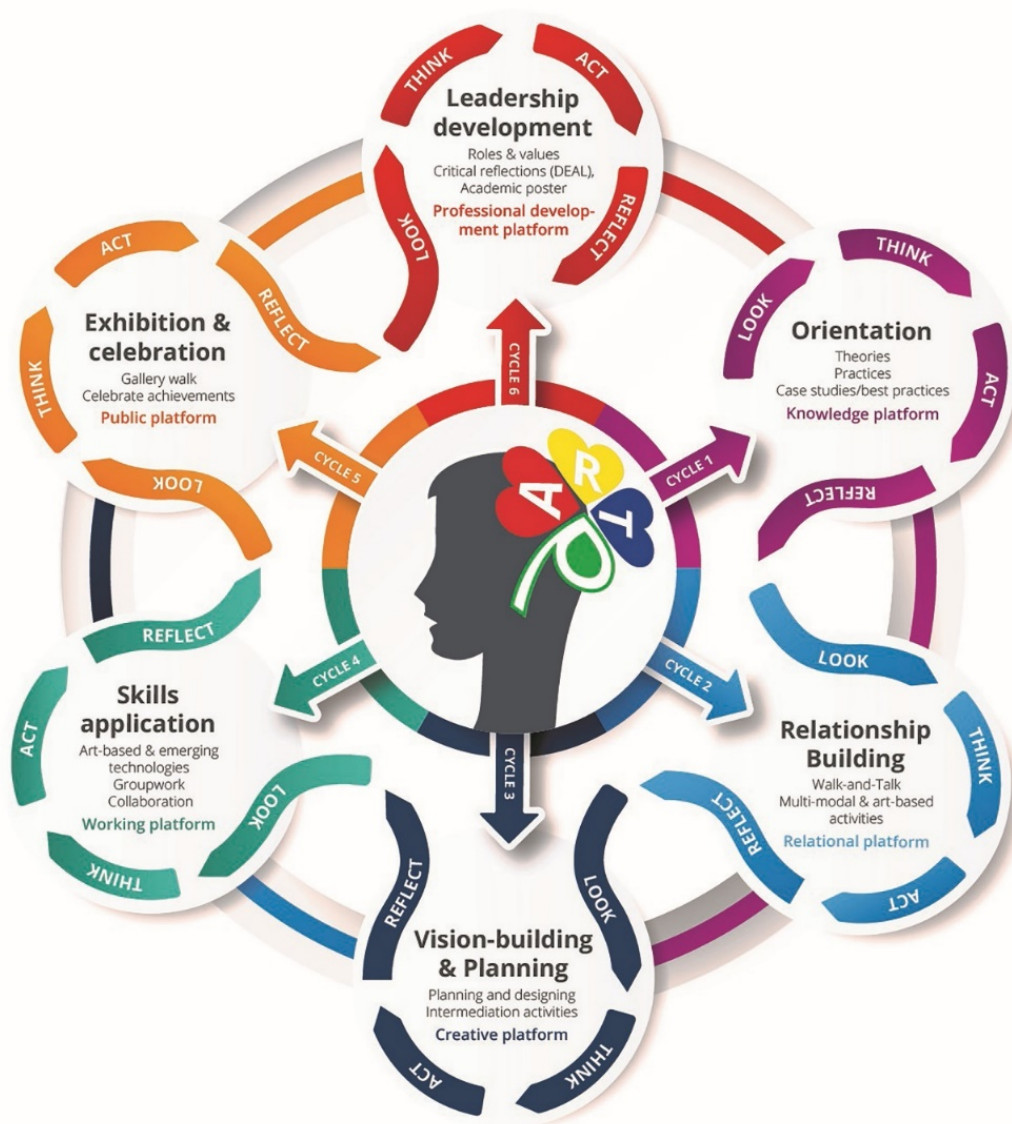 THINK
ACT
REFLECT
LOOK
Leadership
development
Roles & values
Critical reflections (DEAL),
Academic poster
Professional develop-
ment platform
CYCLE 6
LOOK
THINK
ACT
REFLECT
Orientation
Theories
Practices
Case studies/best practices
Knowledge platform
CYCLE 1
LOOK
THINK
ACT
REFLECT
Relationship
Building
Walk-and-Talk
Multi-modal & art-based
activities
Relational platform
CYCLE 2
LOOK
THINK
ACT
REFLECT
Vision-building
& Planning
Planning and designing
Intermediation activities
Creative platform
CYCLE 3
LOOK
THINK
ACT
REFLECT
Skills
application
Art-based & emerging
technologies
Groupwork
Collaboration
Working platform
CYCLE 4
LOOK
THINK
ACT
REFLECT
Exhibition &
celebration
Gallery walk
Celebrate achievements
Public platform
CYCLE 5
PART